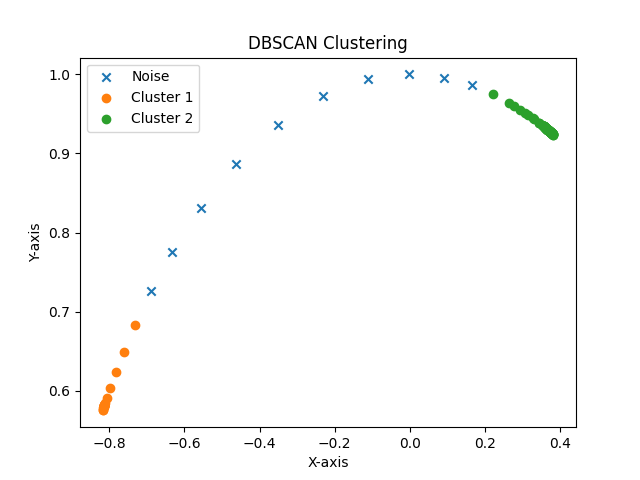 DBSCAN Clustering
Noise
Cluster 1
Cluster 2
1.0
0.9
0.8
0.7
0.6
Y-axis
−0.8 −0.6 −0.4 −0.2 0.0 0.2 0.4
X-axis